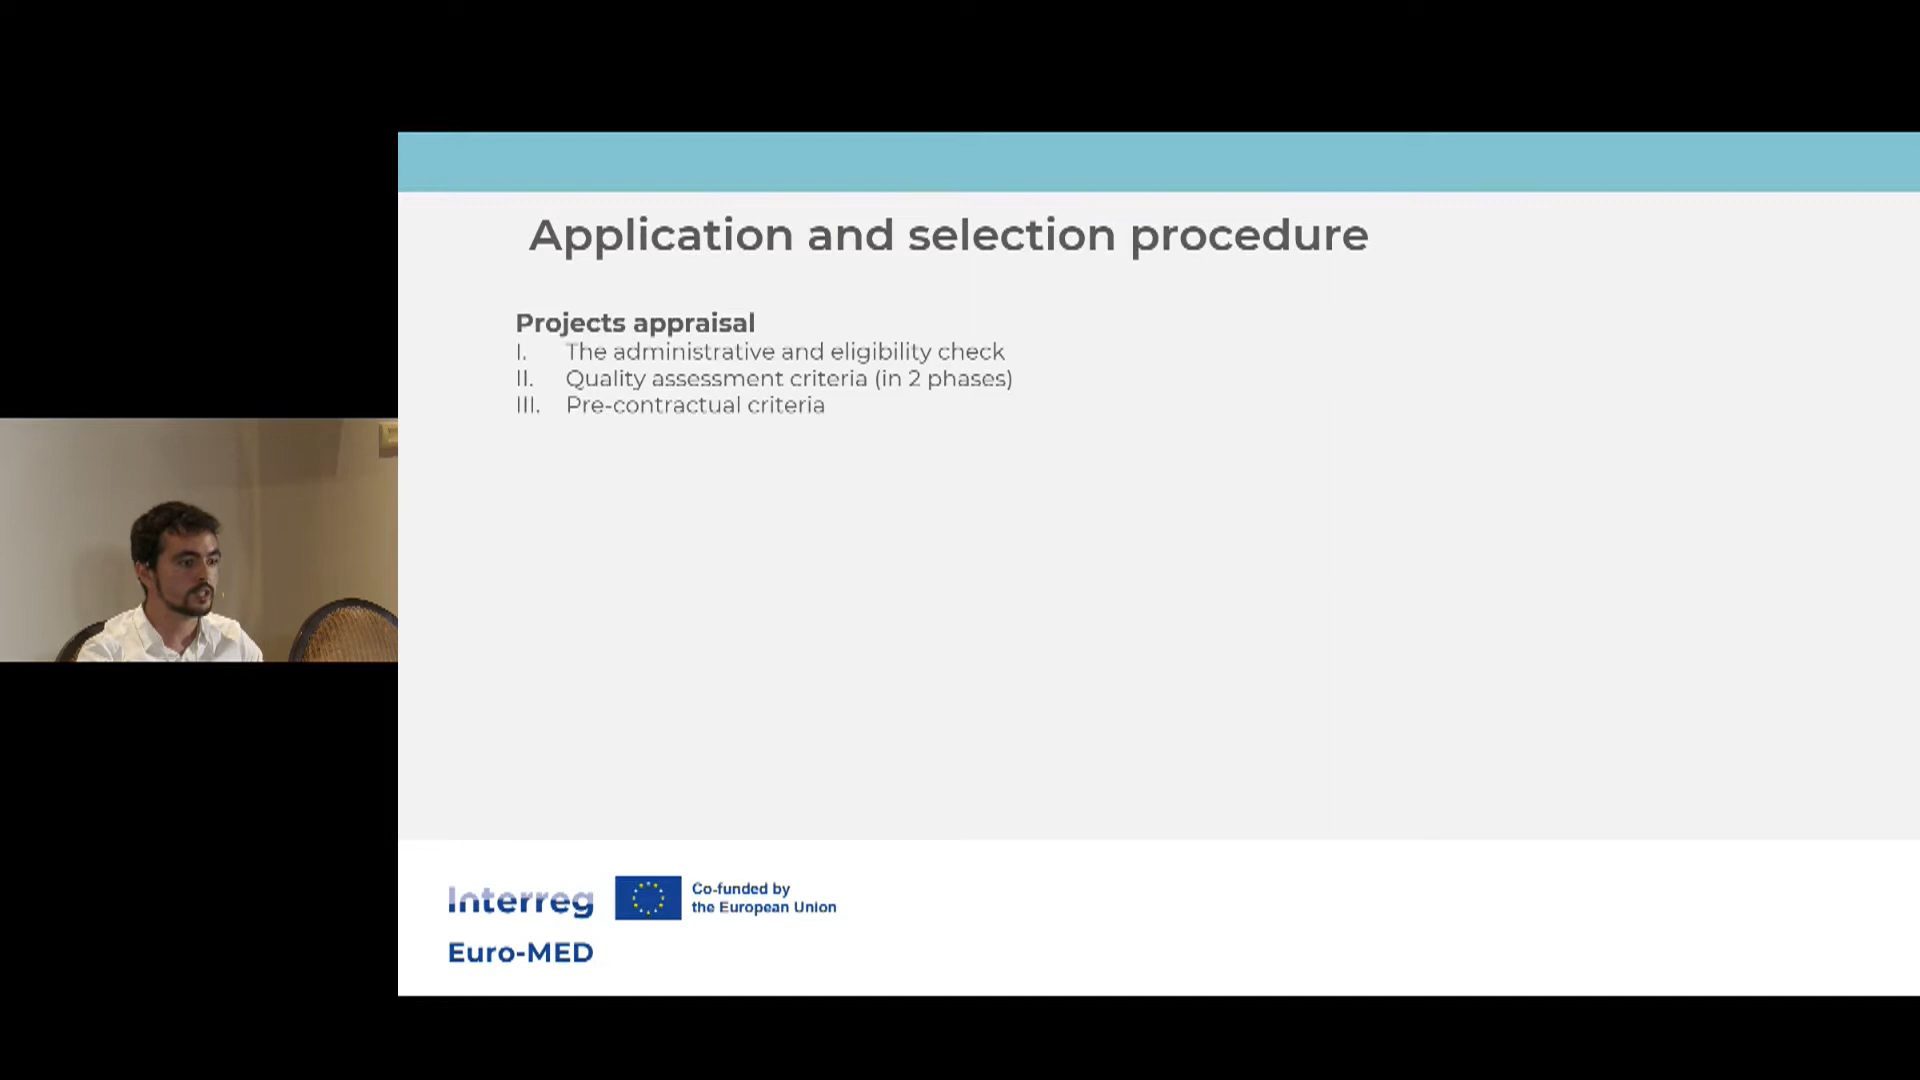 Application and selection procedure
Projects appraisal
I. The administrative and eligibility check
II. Quality assessment criteria (in 2 phases)
III. Pre-contractual criteria
Interreg
Co-funded by
the European Union
Euro-MED